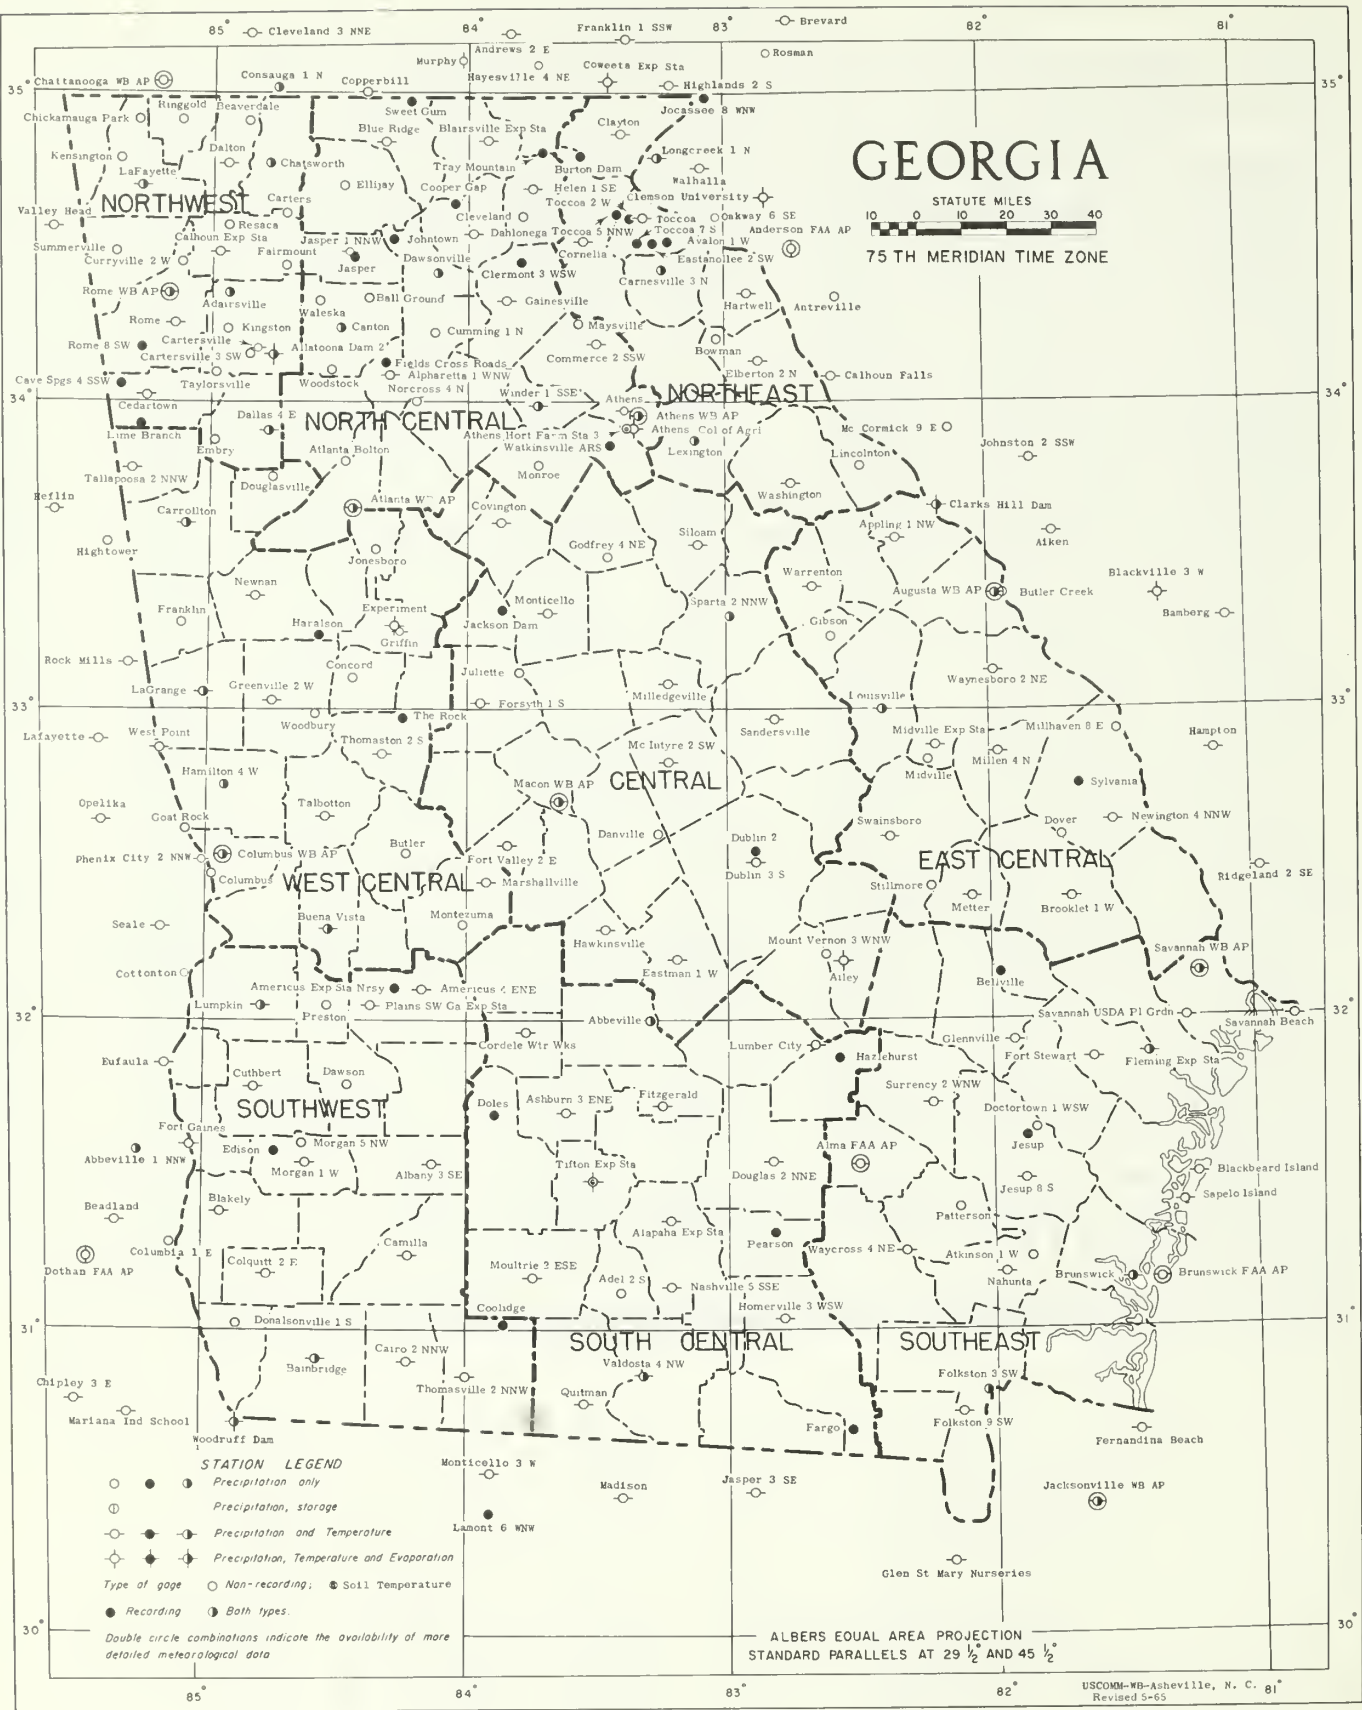 85° 84° 83° 82° 81°
Cleveland 3 NNE
Franklin 1 SSW
Brevard
Andrews 2 E
Rosman
Murphy
Hayesville 4 NE
Coweeta Exp Sta
Chattanooga WB AP
Consauga 1 N
Copperbill
Highlands 2 S
35° 35°
Ringgold
Beaverdale
Sweet Gum
Jocassee 8 WNW
Chickamauga Park
Blue Ridge
Blairsville Exp Sta
Clayton
GEORGIA
Kensington
Dalton
Chatsworth
Tray Mountain
Burton Dam
Longcreek 1 N
LaFayette
Ellijay
Cooper Gap
Helen 1 SE
Walhalla
NORTHWEST
Carters
Toccoa 2 W
Clemson University
STATUTE MILES
10 0 10 20 30 40
Valley Head
Resaca
Cleveland
Toccoa
Oakway 6 SE
Calhoun Exp Sta
Jasper 1 NNW
Johntown
Dahlonega
Toccoa 5 NNW
Toccoa 7 S
Anderson FAA AP
Summerville
Fairmount
Avalon 1 W
75 TH MERIDIAN TIME ZONE
Curryville 2 W
Jasper
Dawsonville
Clermont 3 WSW
Cornelia
Eastanollee 2 SW
Carnesville 3 N
Rome WB AP
Adairsville
Waleska
Ball Ground
Gainesville
Hartwell
Antreville
Rome
Kingston
Canton
Cumming 1 N
Maysville
Rome 8 SW
Cartersville
Cartersville 3 SW
Allatoona Dam 2
Commerce 2 SSW
Bowman
Fields Cross Roads
Cave Spgs 4 SSW
Taylorsville
Woodstock
Alpharetta 1 WNW
Elberton 2 N
Calhoun Falls
Norcross 4 N
Winder 1 SSE
NORTHEAST
34° 34°
Cedartown
Dallas 4 E
NORTH CENTRAL
Athens
Athens WB AP
Lime Branch
Athens Hort Farm Sta 3
Athens Col of Agri
Mc Cormick 9 E
Embry
Atlanta Bolton
Watkinsville ARS
Lexington
Johnston 2 SSW
Tallapoosa 2 NNW
Douglasville
Monroe
Lincolnton
Heflin
Atlanta WB AP
Washington
Carrollton
Covington
Clarks Hill Dam
Appling 1 NW
Hightower
Jonesboro
Godfrey 4 NE
Siloam
Aiken
Newnan
Warrenton
Blackville 3 W
Franklin
Experiment
Monticello
Sparta 2 NNW
Augusta WB AP
Butler Creek
Haralson
Griffin
Jackson Dam
Gibson
Bamberg
Rock Mills
Concord
Juliette
LaGrange
Greenville 2 W
Milledgeville
Waynesboro 2 NE
Louisville
33° 33°
Woodbury
The Rock
Forsyth 1 S
Lafayette
West Point
Thomaston 2 S
Sandersville
Midville Exp Sta
Millhaven 8 E
Hampton
Mc Intyre 2 SW
Millen 4 N
Hamilton 4 W
Midville
Macon WB AP
CENTRAL
Sylvania
Opelika
Talbotton
Goat Rock
Danville
Swainsboro
Dover
Newington 4 NNW
Dublin 2
Phenix City 2 NNW
Columbus WB AP
Butler
Fort Valley 2 E
EAST CENTRAL
Dublin 3 S
Ridgeland 2 SE
Columbus
WEST CENTRAL
Marshallville
Stillmore
Metter
Brooklet 1 W
Seale
Buena Vista
Montezuma
Hawkinsville
Mount Vernon 3 WNW
Savannah WB AP
Cottonton
Eastman 1 W
Ailey
Bellville
Americus Exp Sta Nrsy
Americus 4 ENE
Lumpkin
Preston
Plains SW Ga Exp Sta
32° 32°
Abbeville
Savannah USDA Pl Grdn
Savannah Beach
Cordele Wtr Wks
Lumber City
Glennville
Eufaula
Hazlehurst
Fort Stewart
Fleming Exp Sta
Cuthbert
Dawson
Surrency 2 WNW
SOUTHWEST
Doles
Ashburn 3 ENE
Fitzgerald
Doctortown 1 WSW
Fort Gaines
Edison
Morgan 5 NW
Alma FAA AP
Jesup
Abbeville 1 NNW
Morgan 1 W
Albany 3 SE
Tifton Exp Sta
Douglas 2 NNE
Blackbeard Island
Jesup 8 S
Headland
Blakely
Sapelo Island
Patterson
Alapaha Exp Sta
Columbia 1 E
Camilla
Pearson
Waycross 4 NE
Atkinson 1 W
Dothan FAA AP
Colquitt 2 E
Moultrie 2 ESE
Nahunta
Brunswick
Brunswick FAA AP
Adel 2 S
Nashville 5 SSE
Coolidge
Homerville 3 WSW
Donalsonville 1 S
31° 31°
SOUTH CENTRAL
SOUTHEAST
Cairo 2 NNW
Bainbridge
Valdosta 4 NW
Folkston 3 SW
Chipley 3 E
Thomasville 2 NNW
Quitman
Mariana Ind School
Fargo
Folkston 9 SW
Woodruff Dam
Fernandina Beach
STATION LEGEND
Monticello 3 W
Precipitation only
Madison
Jasper 3 SE
Jacksonville WB AP
Precipitation, storage
Lamont 6 WNW
Precipitation and Temperature
Precipitation, Temperature and Evaporation
Glen St Mary Nurseries
Type of gage Non-recording; Soil Temperature
Recording Both types.
30° 30°
Double circle combinations indicate the availability of more
detailed meteorological data
ALBERS EQUAL AREA PROJECTION
STANDARD PARALLELS AT 29 ½° AND 45 ½°
USCOMM-WB-Asheville, N. C.
Revised 5-65
85° 84° 83° 82° 81°